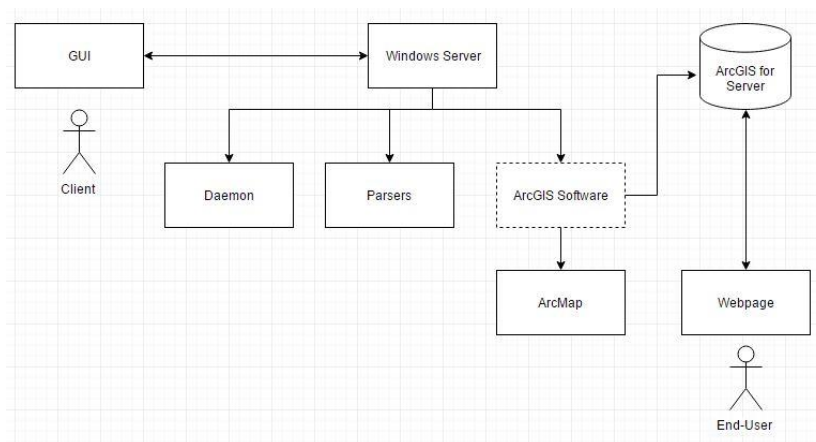 GUI
Windows Server
ArcGIS for
Server
Client
Daemon
Parsers
ArcGIS Software
ArcMap
Webpage
End-User